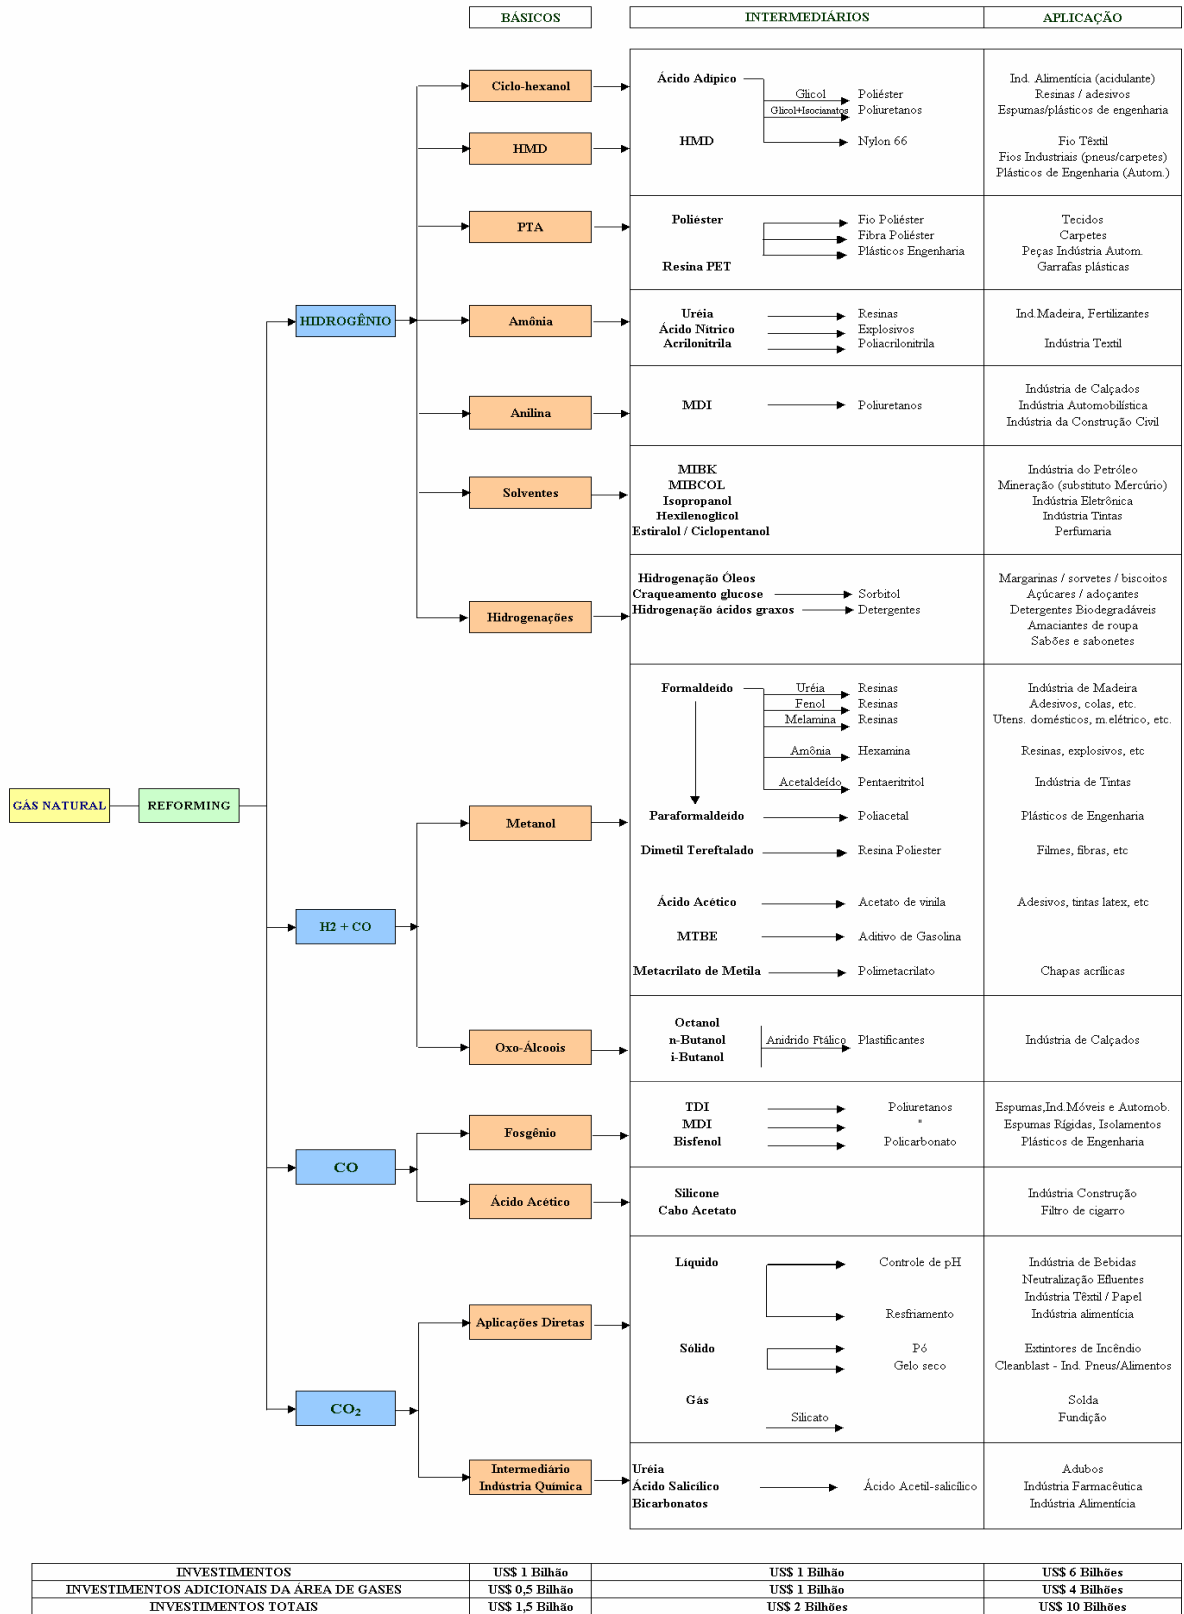 BÁSICOS INTERMEDIÁRIOS APLICAÇÃO
Ciclo-hexanol
Ácido Adípico
Glicol Poliéster
Glicol+Isocianatos Poliuretanos
Ind. Alimentícia (acidulante)
Resinas / adesivos
Espumas/plásticos de engenharia
HMD
HMD Nylon 66
Fio Têxtil
Fios Industriais (pneus/carpetes)
Plásticos de Engenharia (Autom.)
PTA
Poliéster Fio Poliéster
Fibra Poliéster
Plásticos Engenharia
Resina PET
Tecidos
Carpetes
Peças Indústria Autom.
Garrafas plásticas
HIDROGÊNIO
Amônia
Uréia Resinas Ind.Madeira, Fertilizantes
Ácido Nítrico Explosivos
Acrilonitrila Poliacrilonitrila Indústria Textil
Anilina
MDI Poliuretanos
Indústria de Calçados
Indústria Automobilística
Indústria da Construção Civil
Solventes
MIBK Indústria do Petróleo
MIBCOL Mineração (substituto Mercúrio)
Isopropanol Indústria Eletrônica
Hexilenoglicol Indústria Tintas
Estiralol / Ciclopentanol Perfumaria
Hidrogenações
Hidrogenação Óleos Margarinas / sorvetes / biscoitos
Craqueamento glucose Sorbitol Açúcares / adoçantes
Hidrogenação ácidos graxos Detergentes Detergentes Biodegradáveis
Amaciantes de roupa
Sabões e sabonetes
GÁS NATURAL REFORMING
H2 + CO
Metanol
Formaldeído Uréia Resinas Indústria de Madeira
Fenol Resinas Adesivos, colas, etc.
Melamina Resinas Utens. domésticos, m.elétrico, etc.
Amônia Hexamina Resinas, explosivos, etc
Acetaldeído Pentaeritritol Indústria de Tintas
Paraformaldeído Poliacetal Plásticos de Engenharia
Dimetil Tereftalado Resina Poliester Filmes, fibras, etc
Ácido Acético Acetato de vinila Adesivos, tintas latex, etc
MTBE Aditivo de Gasolina
Metacrilato de Metila Polimetacrilato Chapas acrílicas
Oxo-Álcoois
Octanol
n-Butanol Anidrido Ftálico Plastificantes Indústria de Calçados
i-Butanol
CO
Fosgênio
TDI Poliuretanos Espumas,Ind.Móveis e Automob.
MDI " Espumas Rígidas, Isolamentos
Bisfenol Policarbonato Plásticos de Engenharia
Ácido Acético
Silicone Indústria Construção
Cabo Acetato Filtro de cigarro
CO₂
Aplicações Diretas
Líquido Controle de pH Indústria de Bebidas
Neutralização Efluentes
Indústria Têxtil / Papel
Resfriamento Indústria alimentícia
Sólido Pó Extintores de Incêndio
Gelo seco Cleanblast - Ind. Pneus/Alimentos
Gás Solda
Silicato Fundição
Intermediário
Indústria Química
Uréia Adubos
Ácido Salicílico Ácido Acetil-salicílico Indústria Farmacêutica
Bicarbonatos Indústria Alimentícia
INVESTIMENTOS US$ 1 Bilhão US$ 1 Bilhão US$ 6 Bilhões
INVESTIMENTOS ADICIONAIS DA ÁREA DE GASES US$ 0,5 Bilhão US$ 1 Bilhão US$ 4 Bilhões
INVESTIMENTOS TOTAIS US$ 1,5 Bilhão US$ 2 Bilhões US$ 10 Bilhões